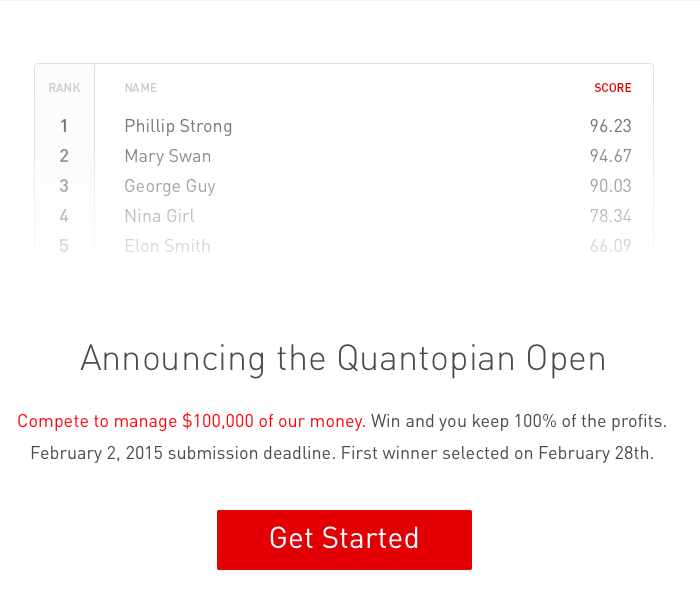 RANK NAME SCORE
1 Phillip Strong 96.23
2 Mary Swan 94.67
3 George Guy 90.03
4 Nina Girl 78.34
5 Elon Smith 66.09
Announcing the Quantopian Open
Compete to manage $100,000 of our money. Win and you keep 100% of the profits.
February 2, 2015 submission deadline. First winner selected on February 28th.
Get Started